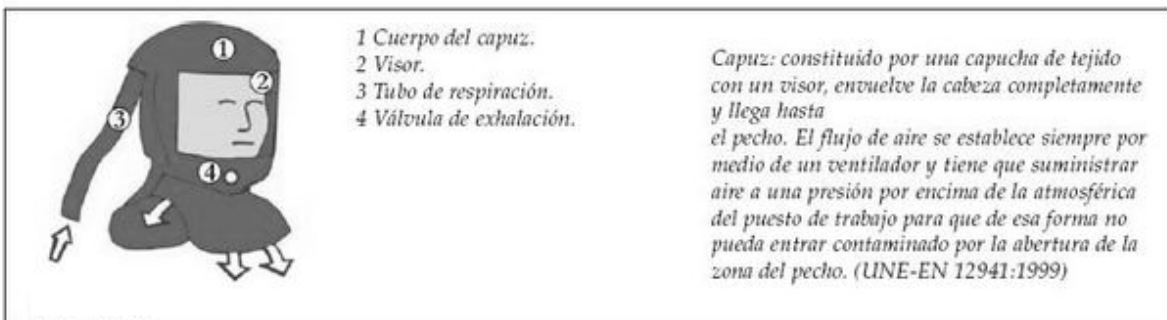 1 Cuerpo del capuz.
2 Visor.
3 Tubo de respiración.
4 Válvula de exhalación.
1
2
3
4
Capuz: constituido por una capucha de tejido
con un visor, envuelve la cabeza completamente
y llega hasta
el pecho. El flujo de aire se establece siempre por
medio de un ventilador y tiene que suministrar
aire a una presión por encima de la atmosférica
del puesto de trabajo para que de esa forma no
pueda entrar contaminado por la abertura de la
zona del pecho. (UNE-EN 12941:1999)